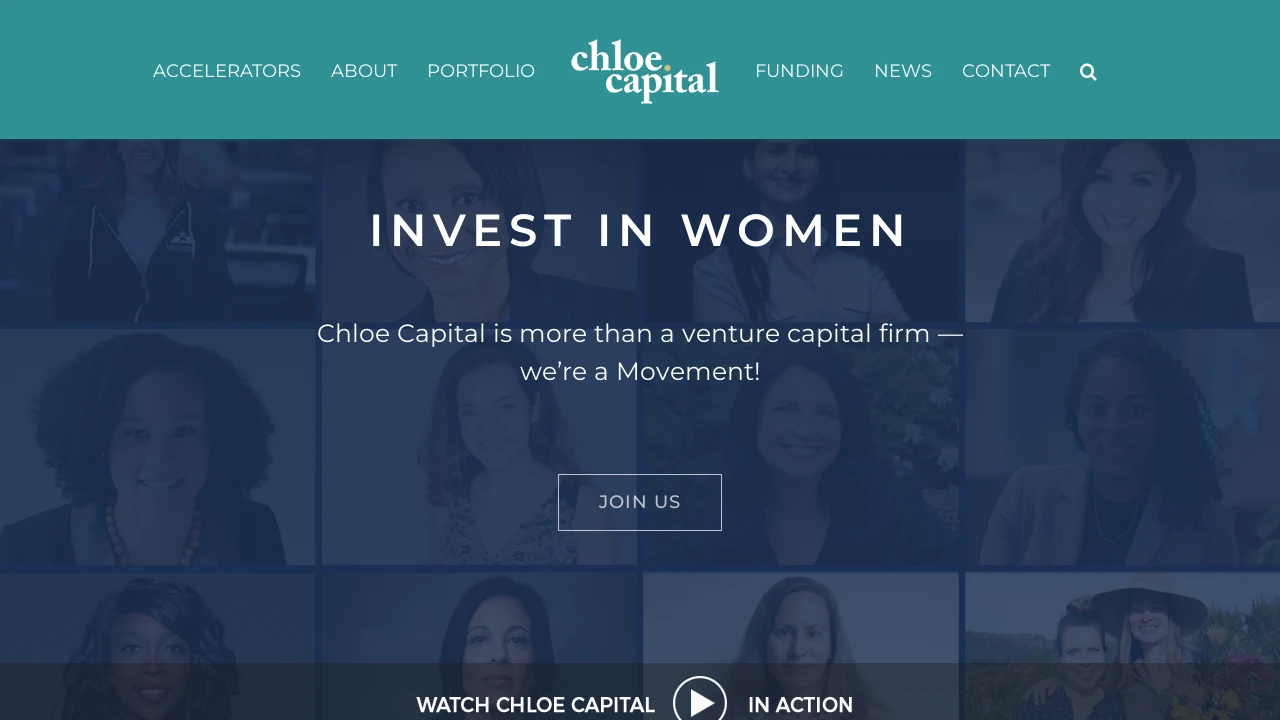 ACCELERATORS ABOUT PORTFOLIO chloe capital FUNDING NEWS CONTACT
INVEST IN WOMEN
Chloe Capital is more than a venture capital firm —
we’re a Movement!
JOIN US
WATCH CHLOE CAPITAL IN ACTION